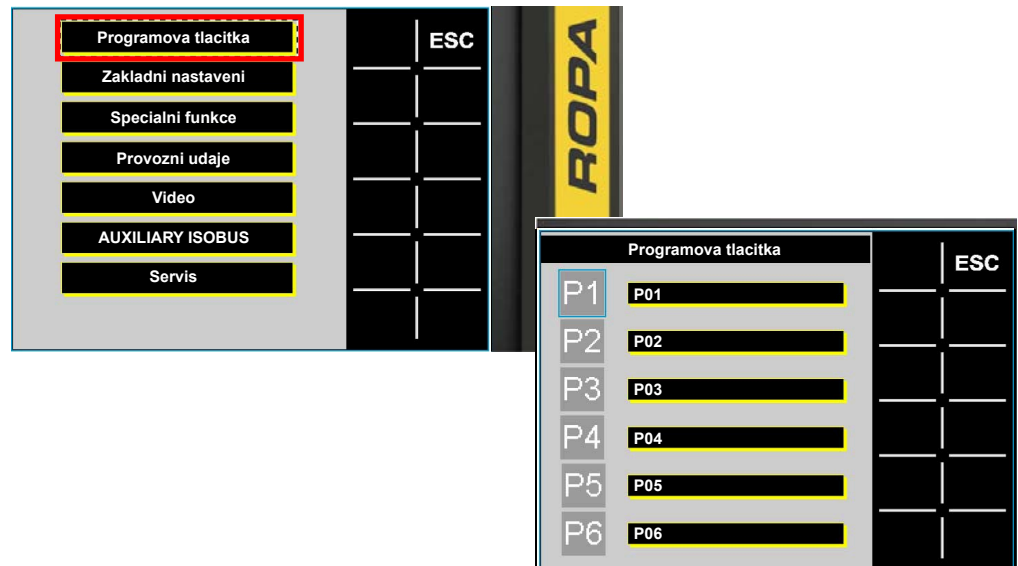 Programova tlacitka
ESC
Zakladni nastaveni
Specialni funkce
Provozni udaje
Video
AUXILIARY ISOBUS
Servis
ROPA
Programova tlacitka
ESC
P1 P01
P2 P02
P3 P03
P4 P04
P5 P05
P6 P06